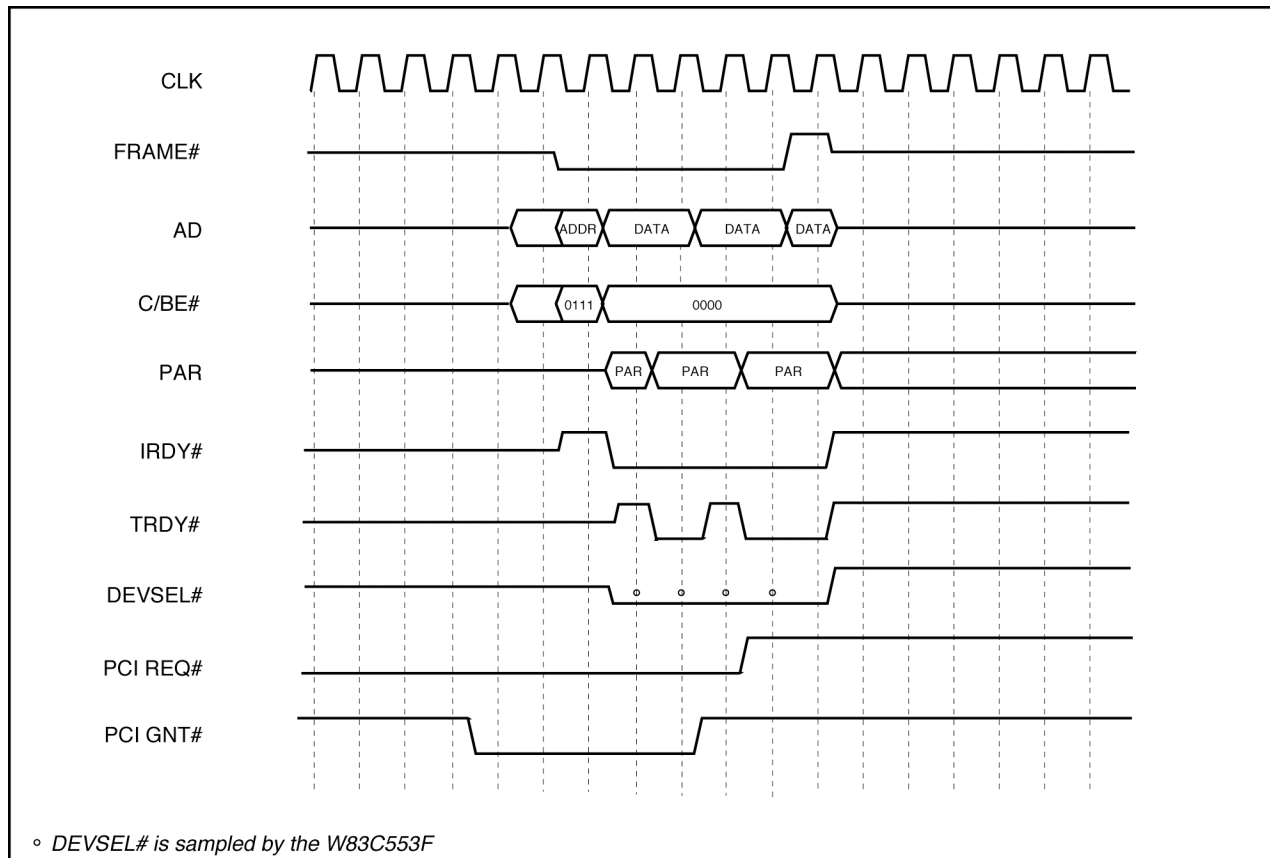 CLK
FRAME#
AD
ADDR DATA DATA DATA
C/BE#
0111 0000
PAR
PAR PAR PAR
IRDY#
TRDY#
DEVSEL#
PCI REQ#
PCI GNT#
° DEVSEL# is sampled by the W83C553F